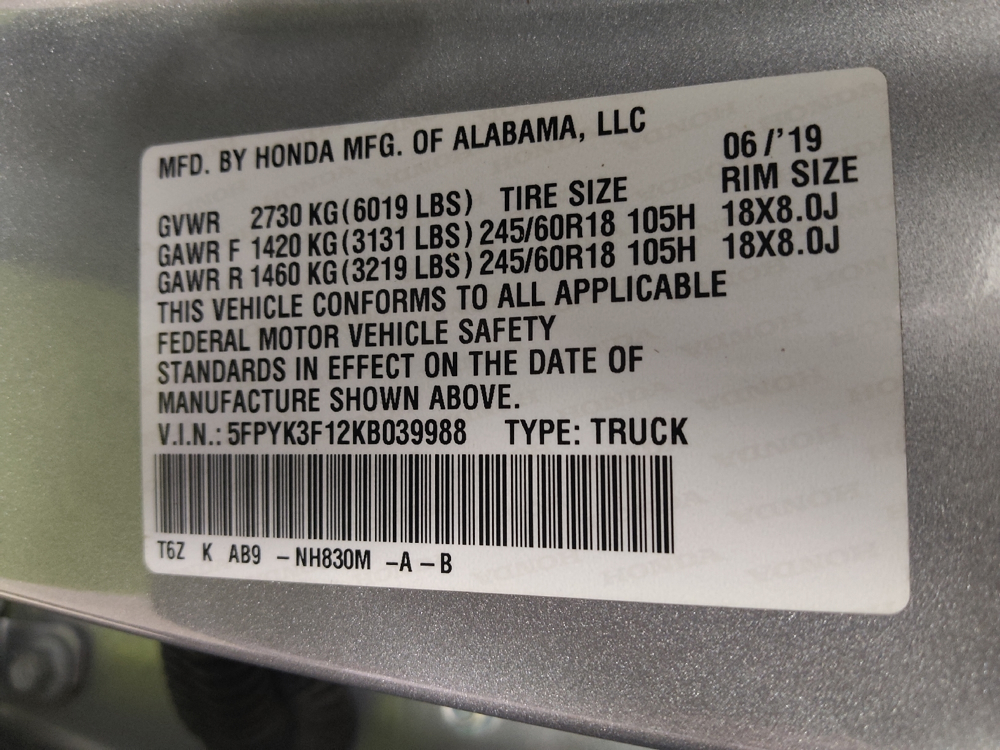 MFD. BY HONDA MFG. OF ALABAMA, LLC
06/'19
GVWR 2730 KG(6019 LBS) TIRE SIZE RIM SIZE
GAWR F 1420 KG(3131 LBS) 245/60R18 105H 18X8.0J
GAWR R 1460 KG(3219 LBS) 245/60R18 105H 18X8.0J
THIS VEHICLE CONFORMS TO ALL APPLICABLE
FEDERAL MOTOR VEHICLE SAFETY
STANDARDS IN EFFECT ON THE DATE OF
MANUFACTURE SHOWN ABOVE.
V.I.N.: 5FPYK3F12KB039988 TYPE: TRUCK
T6Z K AB9 -NH830M -A-B